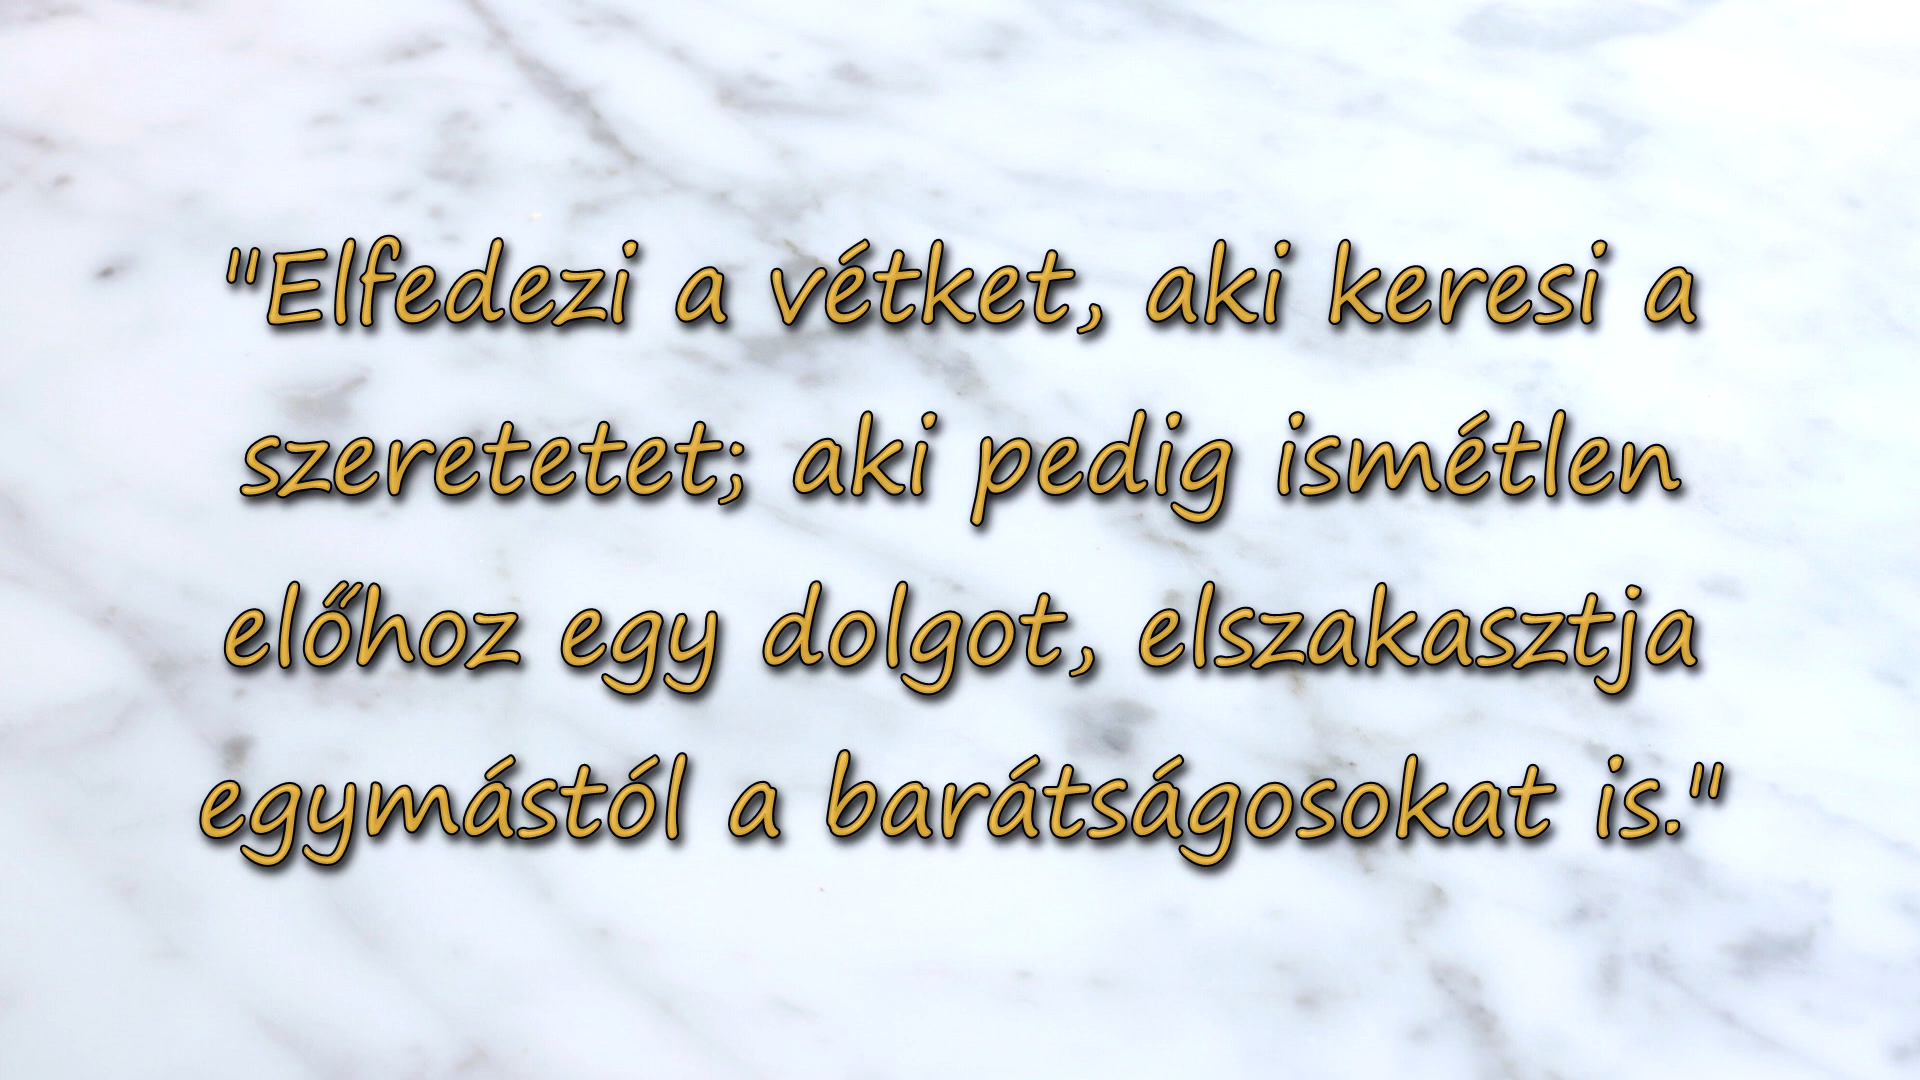 "Elfedezi a vétket, aki keresi a
szeretetet; aki pedig ismétlen
előhoz egy dolgot, elszakasztja
egymástól a barátságosokat is."